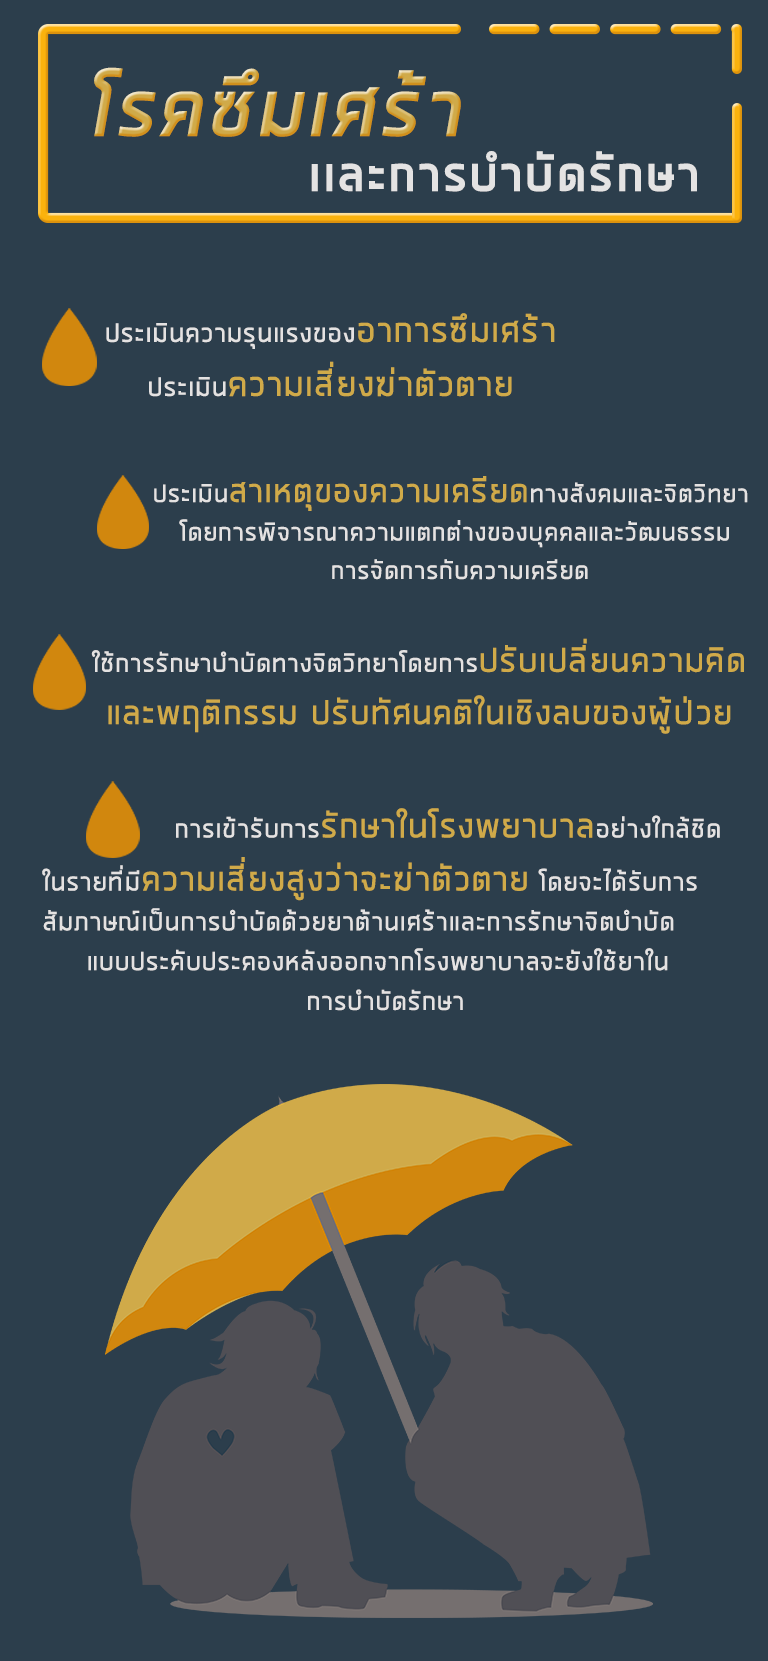 โรคซึมเศร้า
และการบำบัดรักษา
ประเมินความรุนแรงของอาการซึมเศร้า
ประเมินความเสี่ยงฆ่าตัวตาย
ประเมินสาเหตุของความเครียดทางสังคมและจิตวิทยา
โดยการพิจารณาความแตกต่างของบุคคลและวัฒนธรรม
การจัดการกับความเครียด
ใช้การรักษาบำบัดทางจิตวิทยาโดยการปรับเปลี่ยนความคิด
และพฤติกรรม ปรับทัศนคติในเชิงลบของผู้ป่วย
การเข้ารับการรักษาในโรงพยาบาลอย่างใกล้ชิด
ในรายที่มีความเสี่ยงสูงว่าจะฆ่าตัวตาย โดยจะได้รับการ
สัมภาษณ์เป็นการบำบัดด้วยยาต้านเศร้าและการรักษาจิตบำบัด
แบบประคับประคองหลังออกจากโรงพยาบาลจะยังใช้ยาใน
การบำบัดรักษา